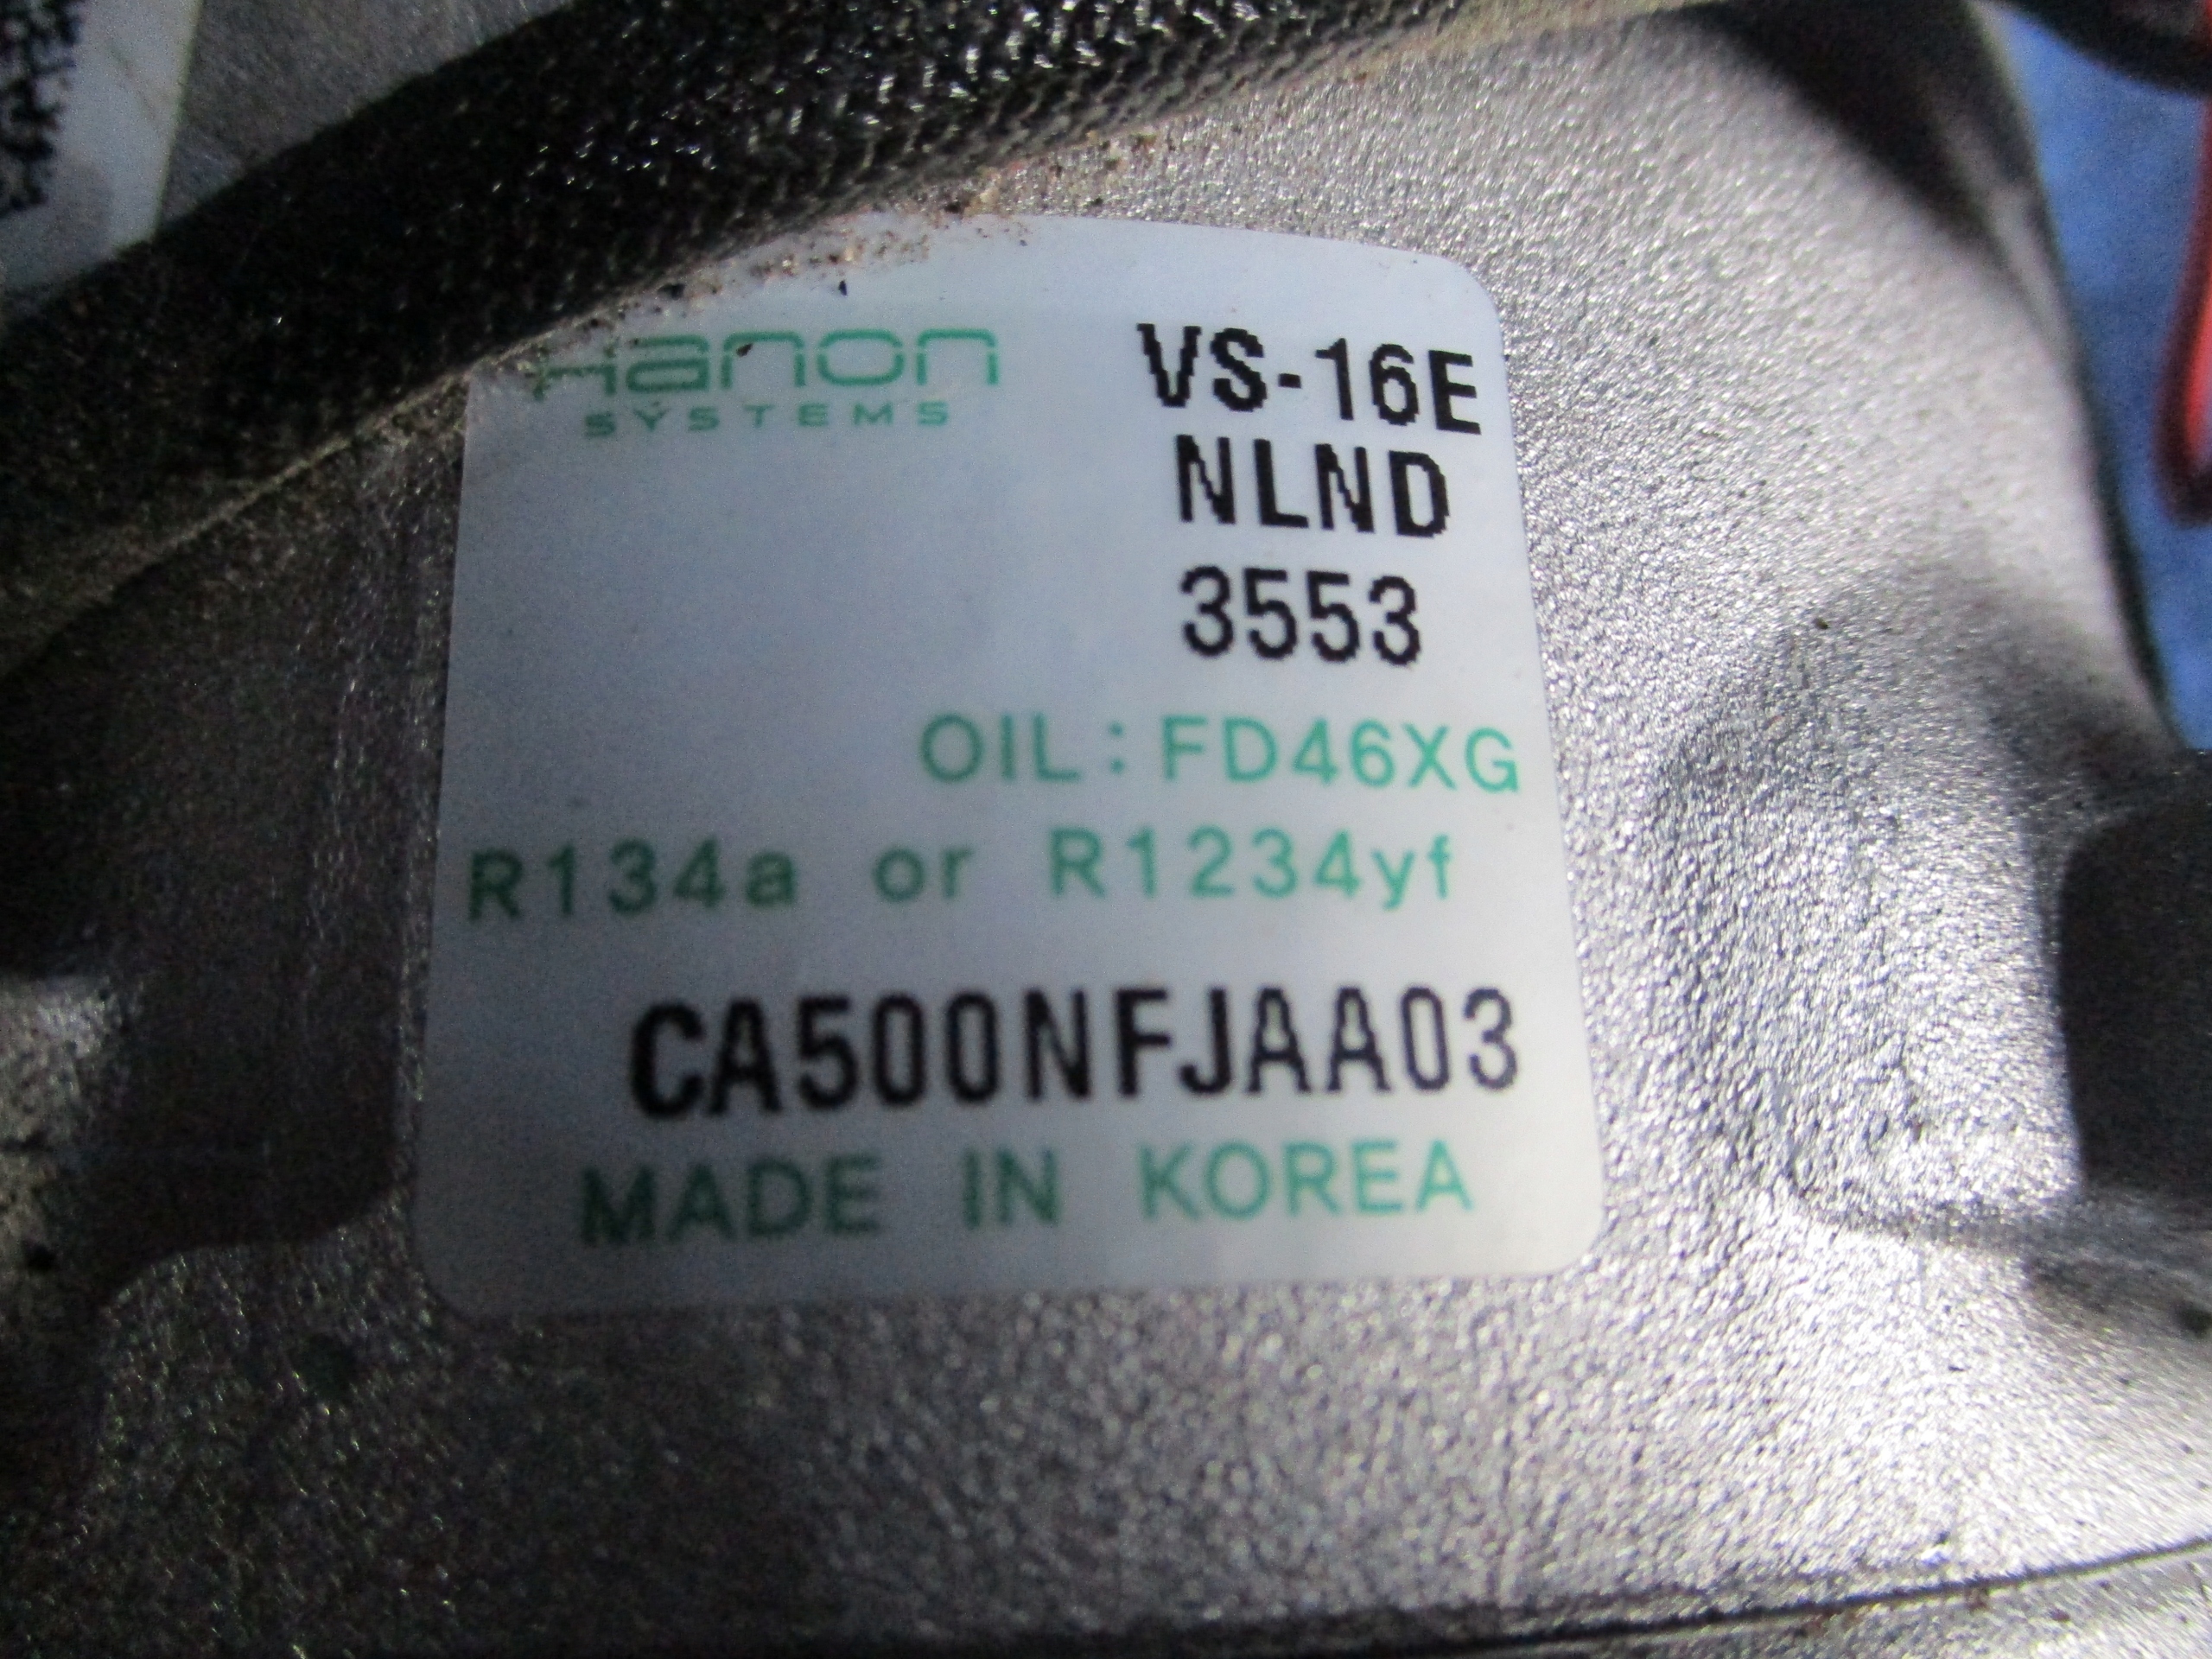 Hanon
SYSTEMS
VS-16E
NLND
3553
OIL:FD46XG
R134a or R1234yf
CA500NFJAA03
MADE IN KOREA